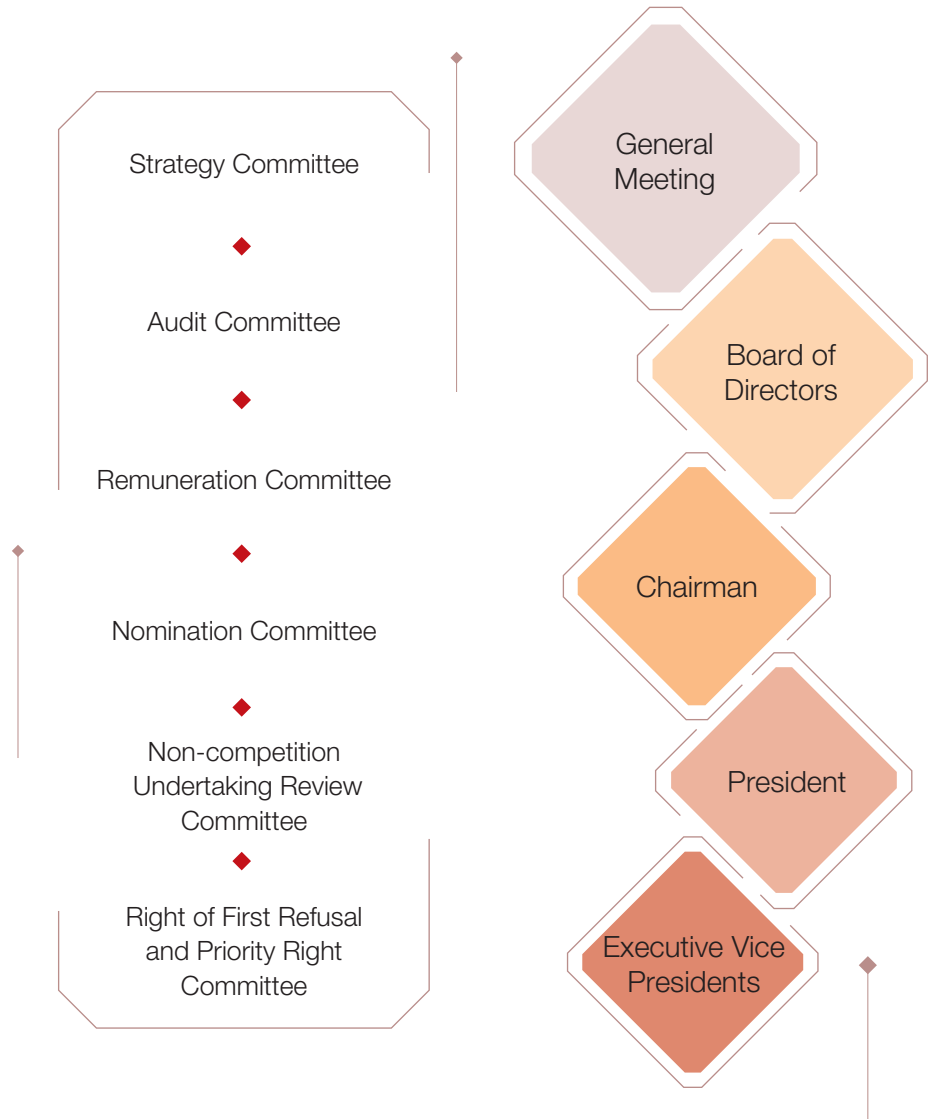 Strategy Committee
Audit Committee
Remuneration Committee
Nomination Committee
Non-competition
Undertaking Review
Committee
Right of First Refusal
and Priority Right
Committee
General
Meeting
Board of
Directors
Chairman
President
Executive Vice
Presidents